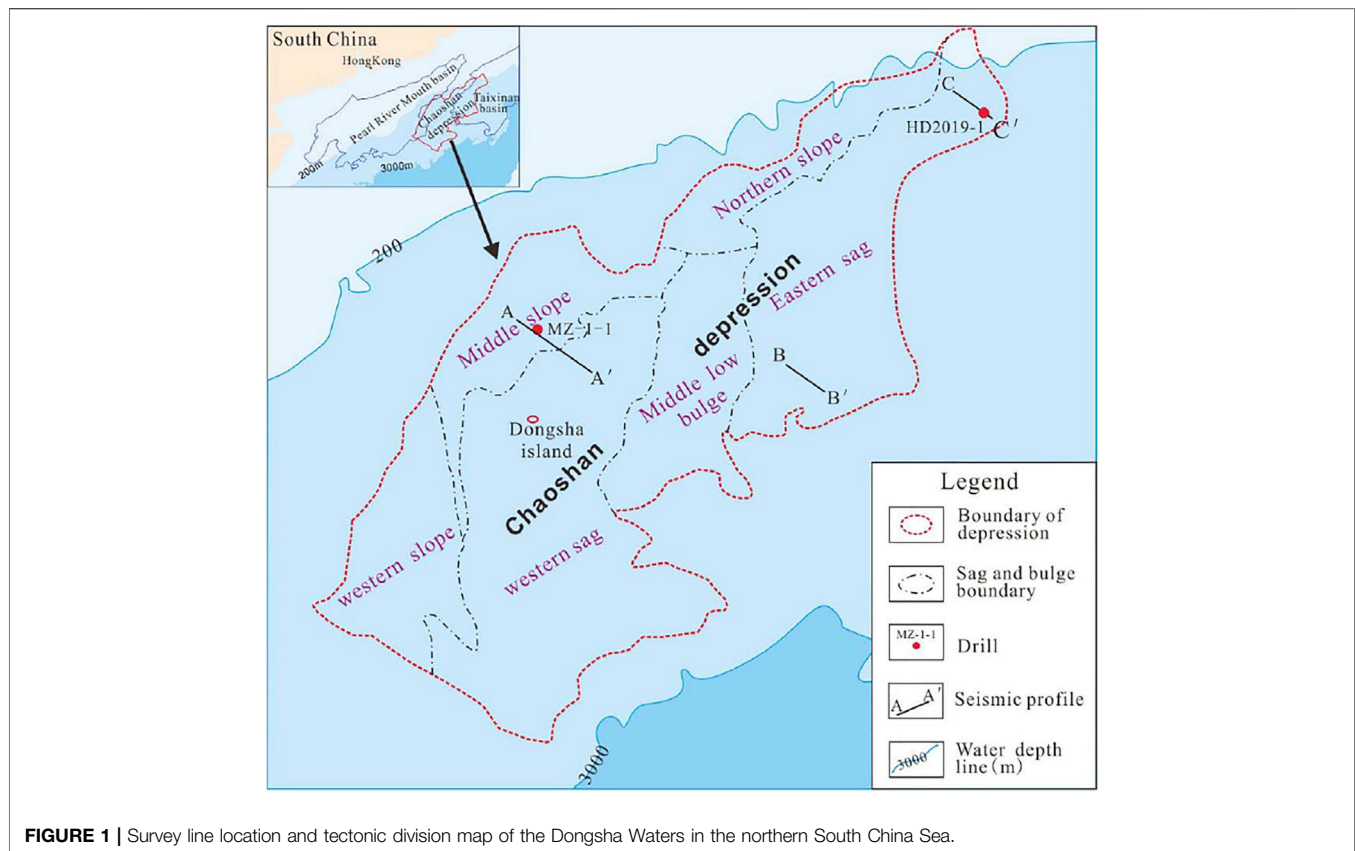 South China
HongKong
Pearl River Mouth basin
Chaoshan
depression
Taixinan
basin
200m
3000m
C
HD2019-1
C'
Northern slope
200
depression
Eastern sag
A
Middle slope
MZ-1-1
A'
Middle low
bulge
B
B'
Dongsha
island
Chaoshan
western slope
western sag
3000
Legend
Boundary of
depression
Sag and bulge
boundary
MZ-1-1
Drill
A A'
Seismic profile
3000
Water depth
line(m)
FIGURE 1 | Survey line location and tectonic division map of the Dongsha Waters in the northern South China Sea.